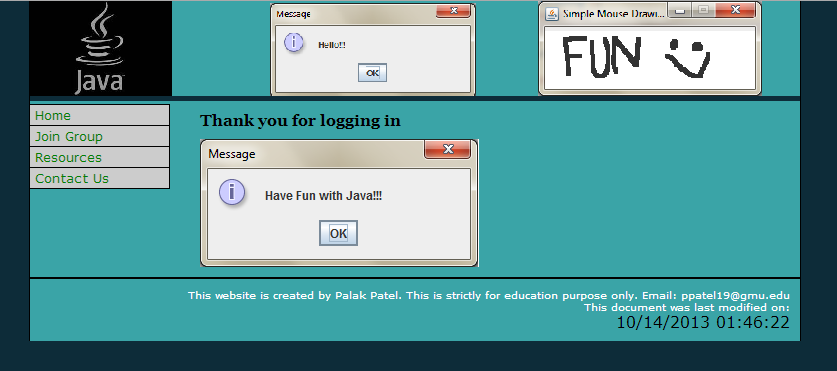 Java
Message
Hello!!!
OK
Simple Mouse Drawi...
FUN
Home
Join Group
Resources
Contact Us
Thank you for logging in
Message
Have Fun with Java!!!
OK
This website is created by Palak Patel. This is strictly for education purpose only. Email: ppatel19@gmu.edu
This document was last modified on:
10/14/2013 01:46:22